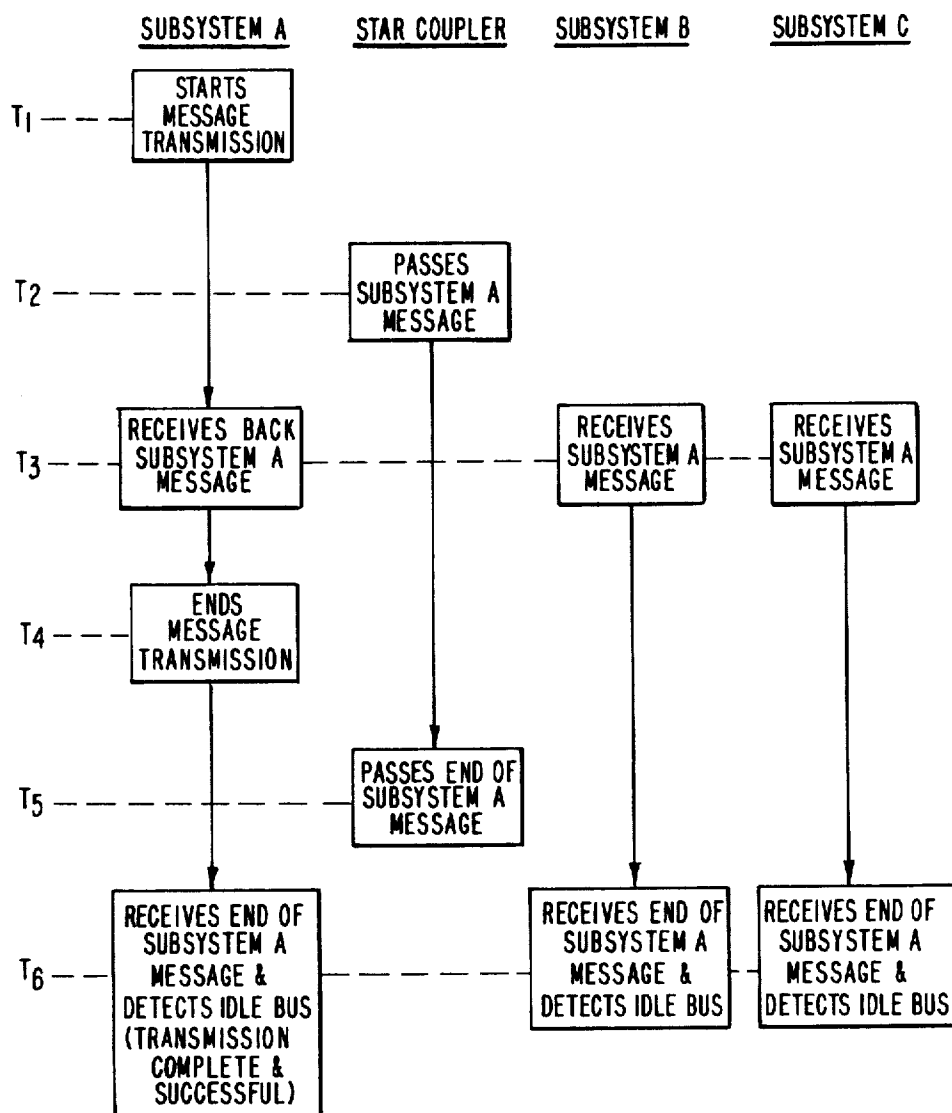 SUBSYSTEM A STAR COUPLER SUBSYSTEM B SUBSYSTEM C
T1
STARTS
MESSAGE
TRANSMISSION
T2
PASSES
SUBSYSTEM A
MESSAGE
T3
RECEIVES BACK
SUBSYSTEM A
MESSAGE
RECEIVES
SUBSYSTEM A
MESSAGE
RECEIVES
SUBSYSTEM A
MESSAGE
T4
ENDS
MESSAGE
TRANSMISSION
T5
PASSES END OF
SUBSYSTEM A
MESSAGE
T6
RECEIVES END OF
SUBSYSTEM A
MESSAGE &
DETECTS IDLE BUS
(TRANSMISSION
COMPLETE &
SUCCESSFUL)
RECEIVES END OF
SUBSYSTEM A
MESSAGE &
DETECTS IDLE BUS
RECEIVES END OF
SUBSYSTEM A
MESSAGE &
DETECTS IDLE BUS